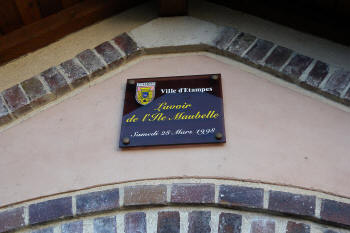 Ville d'Etampes
Lavoir
de l'Ile Maubelle
Samedi 28 Mars 1998